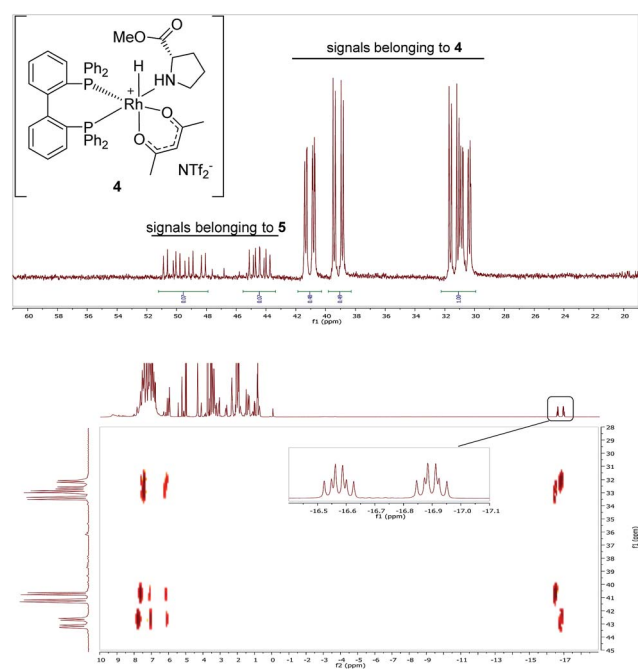 MeO
O
H
HN
Ph2
P
+
Rh
O
P
O
Ph2
NTf2-
4
signals belonging to 4
signals belonging to 5
60 58 56 54 52 50 48 46 44 42 40 38 36 34 32 30 28 26 24 22 20
f1 (ppm)
28
29
30
31
32
33
34
35
36
37
38
39
40
41
42
43
44
45
f1 (ppm)
-16.5 -16.6 -16.7 -16.8 -16.9 -17.0 -17.1
f1 (ppm)
10 9 8 7 6 5 4 3 2 1 0 -1 -3 -5 -7 -9 -11 -13 -15 -17
f2 (ppm)